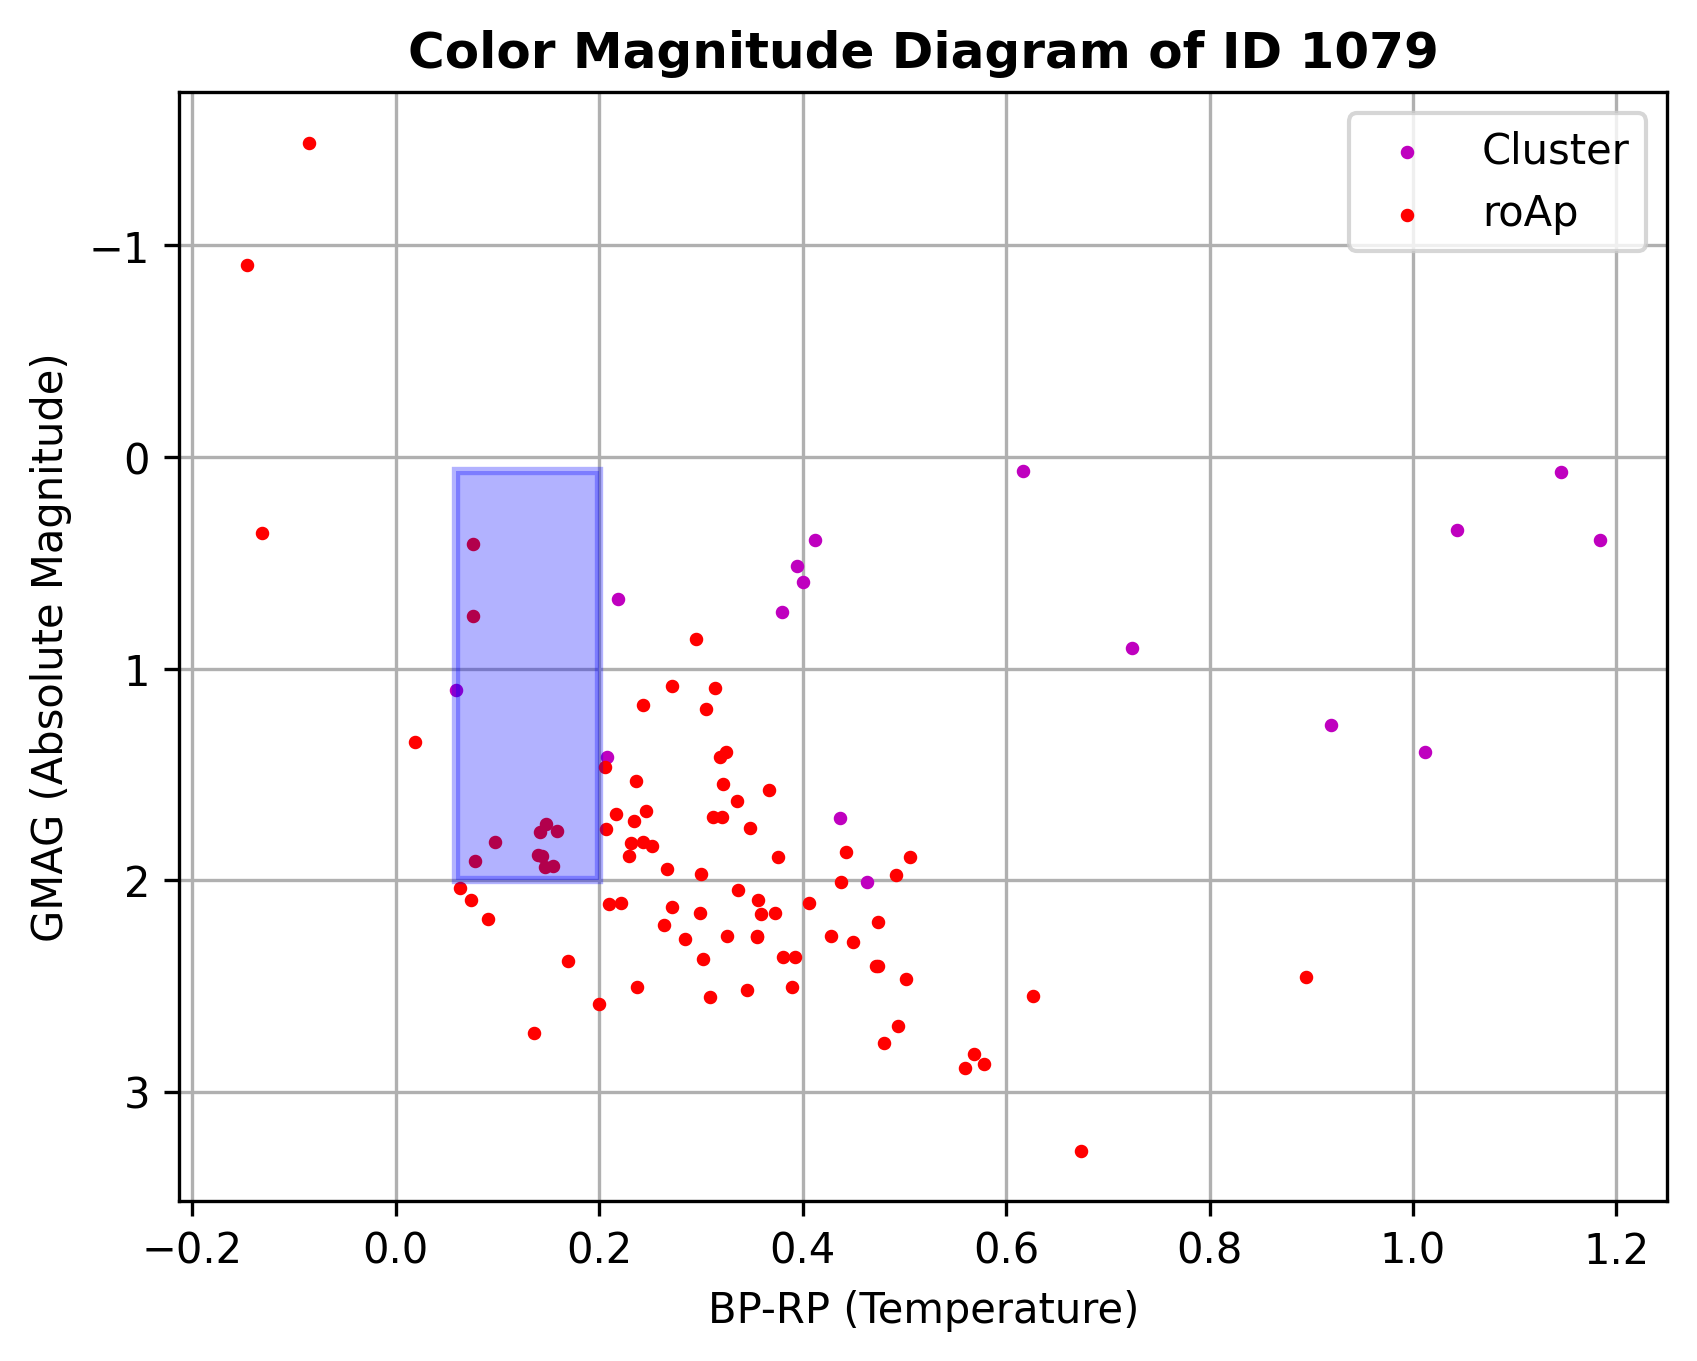 Color Magnitude Diagram of ID 1079
Cluster
roAp
GMAG (Absolute Magnitude)
−1
0
1
2
3
−0.2 0.0 0.2 0.4 0.6 0.8 1.0 1.2
BP-RP (Temperature)